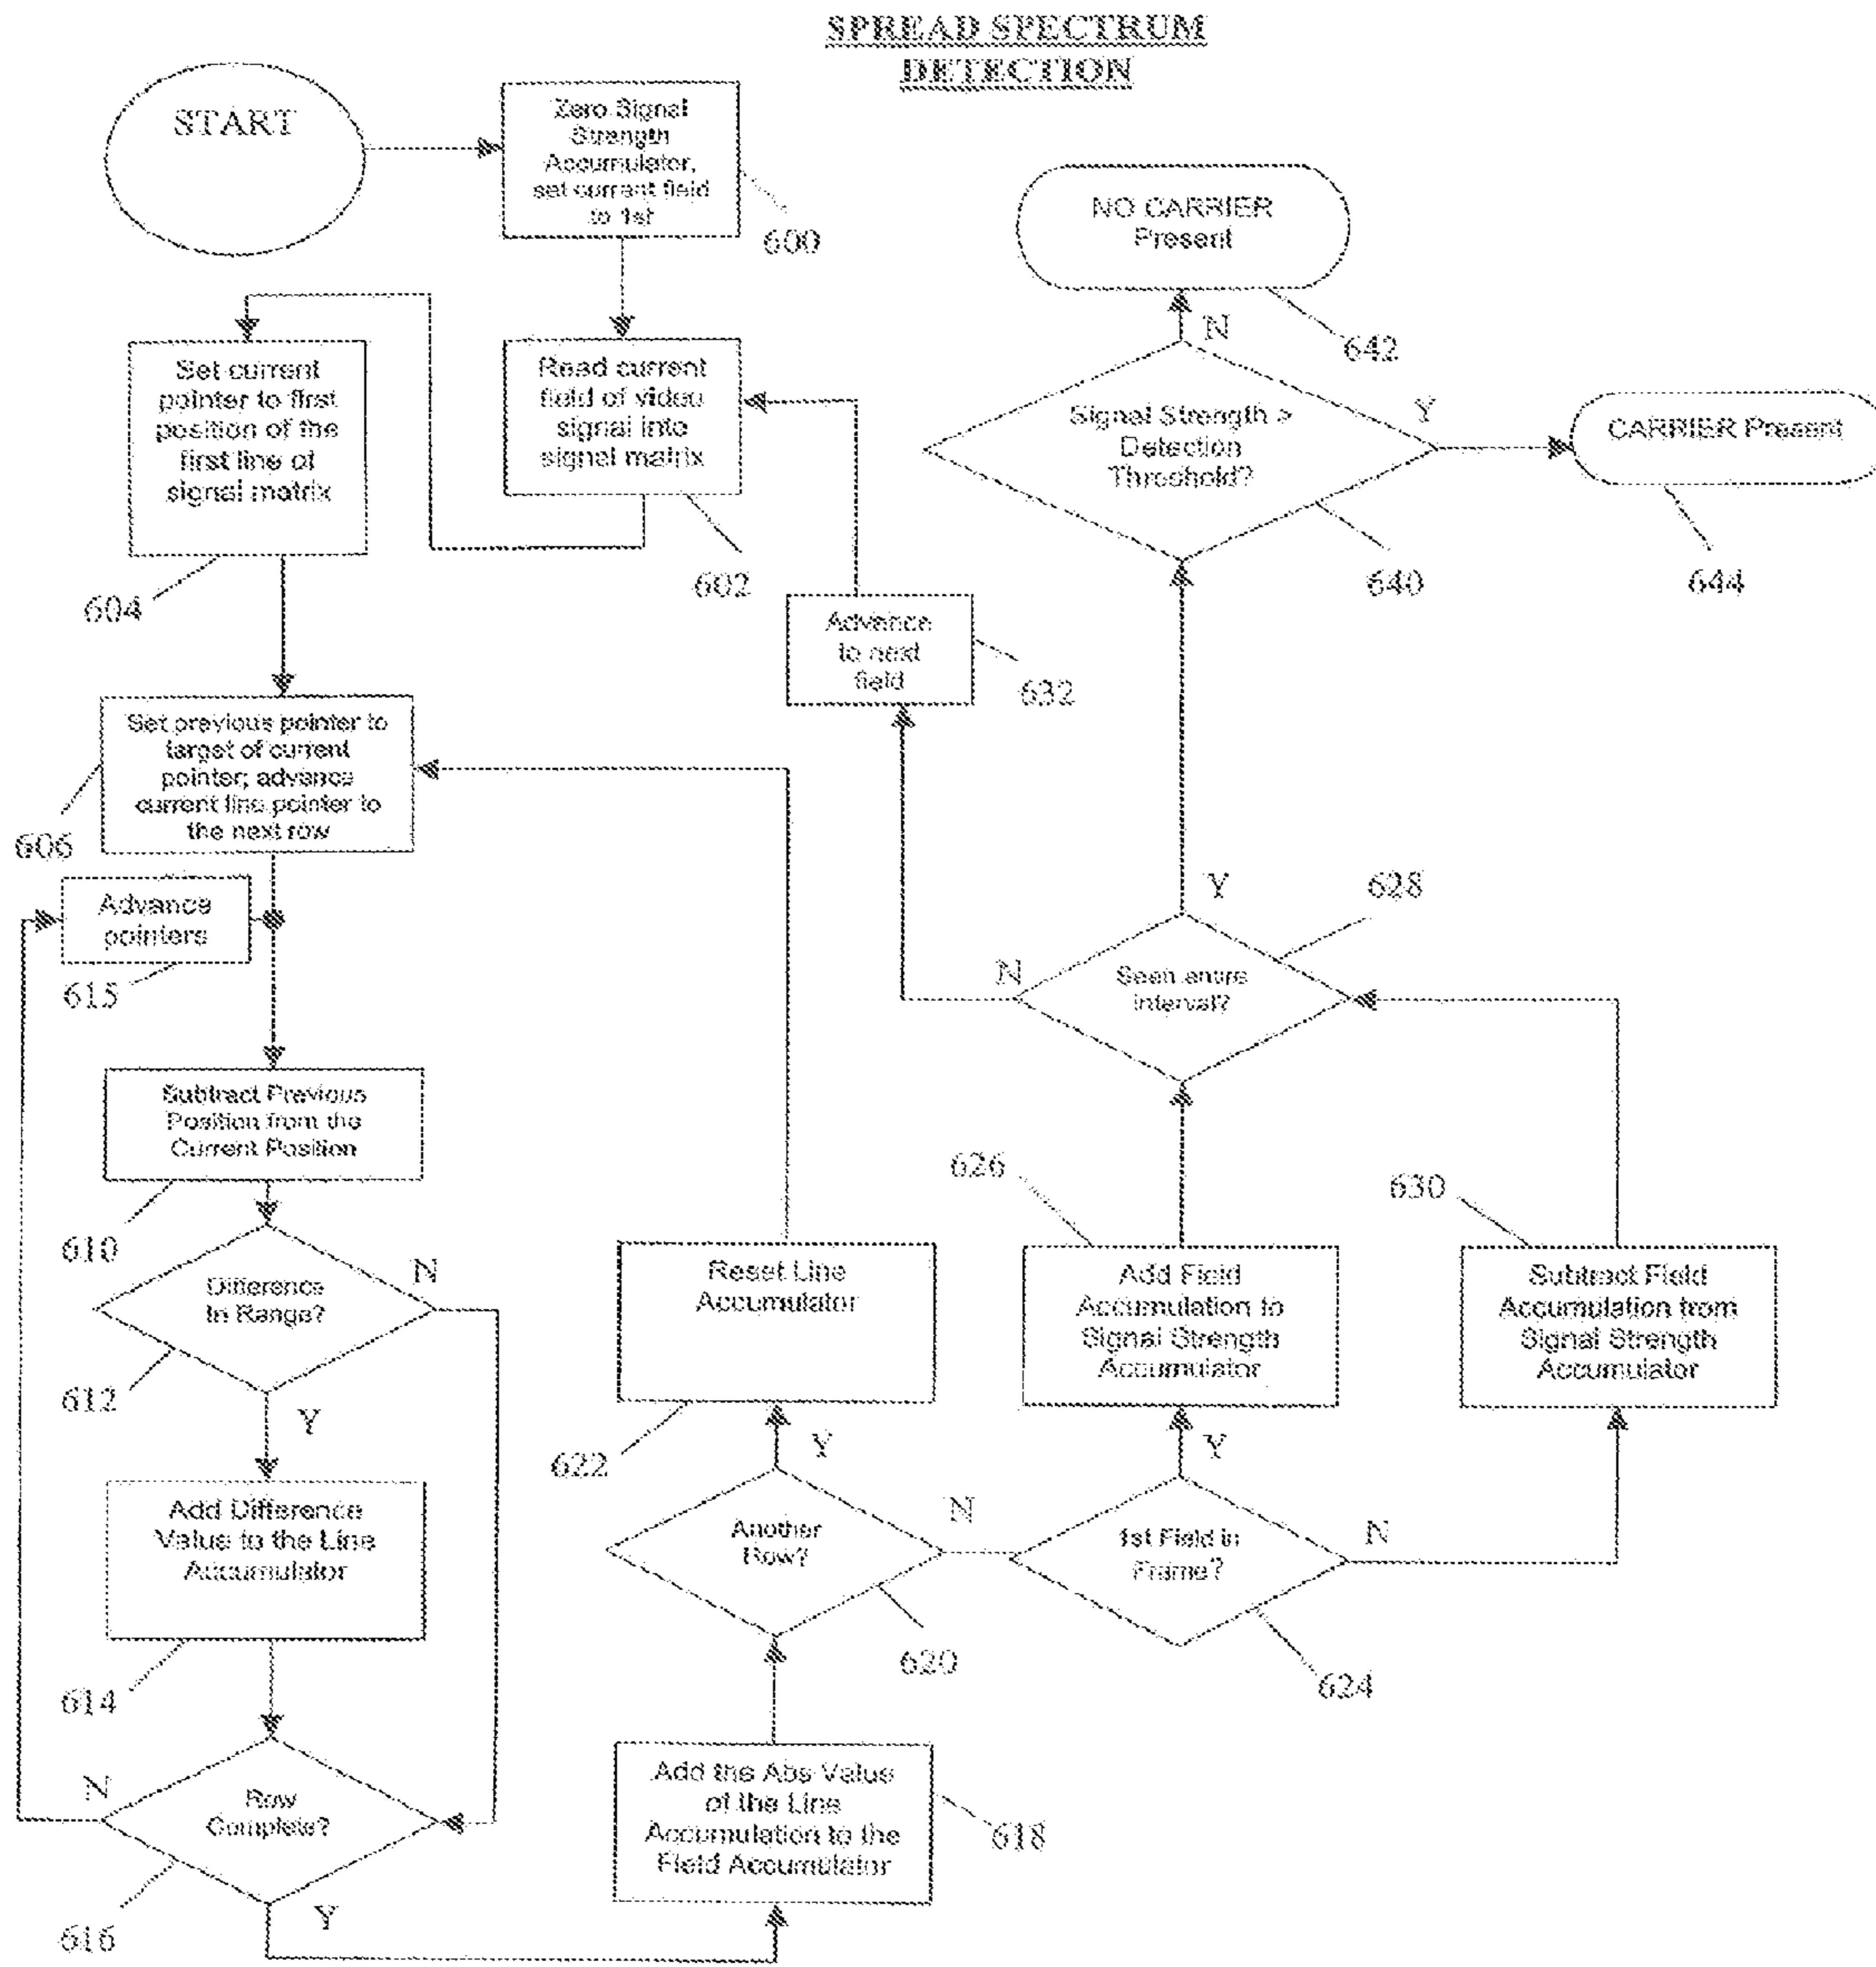 SPREAD SPECTRUM
DETECTION
START
Zero Signal
Strength
Accumulator,
set current field
to 1st
600
Read current
field of video
signal into
signal matrix
602
Set current
pointer to first
position of the
first line of
signal matrix
604
Set previous pointer to
target of current
pointer; advance
current line pointer to
the next row
606
Advance
pointers
615
Subtract Previous
Position from the
Current Position
610
Difference
In Range?
N
612
Y
Add Difference
Value to the Line
Accumulator
614
N
Row
Complete?
616
Y
Add the Abs Value
of the Line
Accumulation to the
Field Accumulator
618
Another
Row?
620
Y
N
Reset Line
Accumulator
622
1st Field in
Frame?
624
Y
N
Add Field
Accumulation to
Signal Strength
Accumulator
626
Subtract Field
Accumulation from
Signal Strength
Accumulator
630
Seen entire
interval?
628
N
Y
Advance
to next
field
632
Signal Strength >
Detection
Threshold?
640
N
Y
NO CARRIER
Present
642
CARRIER Present
644